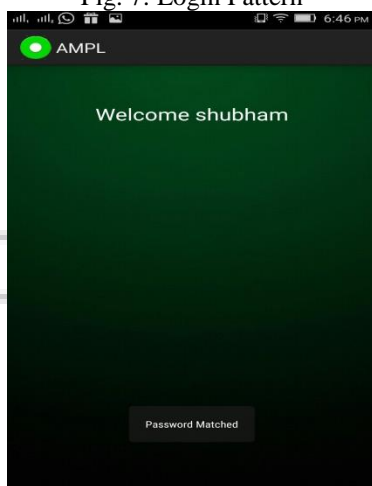 Fig. 7. Login Pattern
6:46 PM
AMPL
Welcome shubham
Password Matched